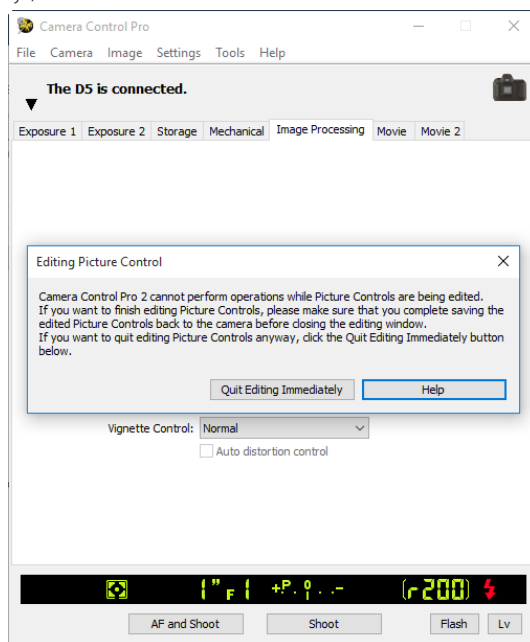 Camera Control Pro
File Camera Image Settings Tools Help
The D5 is connected.
Exposure 1 Exposure 2 Storage Mechanical Image Processing Movie Movie 2
Editing Picture Control
Camera Control Pro 2 cannot perform operations while Picture Controls are being edited.
If you want to finish editing Picture Controls, please make sure that you complete saving the
edited Picture Controls back to the camera before closing the editing window.
If you want to quit editing Picture Controls anyway, click the Quit Editing Immediately button
below.
Quit Editing Immediately Help
Vignette Control: Normal
Auto distortion control
1" F 1 +P. 0 . . - (r200)
AF and Shoot Shoot Flash Lv